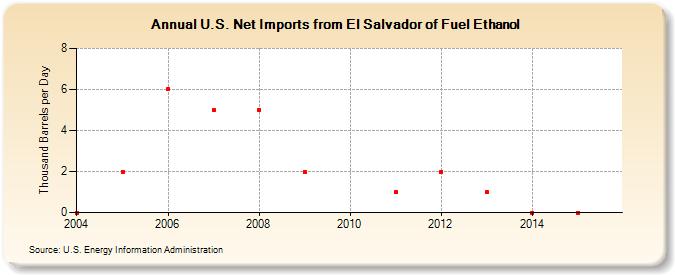 Annual U.S. Net Imports from El Salvador of Fuel Ethanol
Thousand Barrels per Day
8
6
4
2
0
2004 2006 2008 2010 2012 2014
Source: U.S. Energy Information Administration